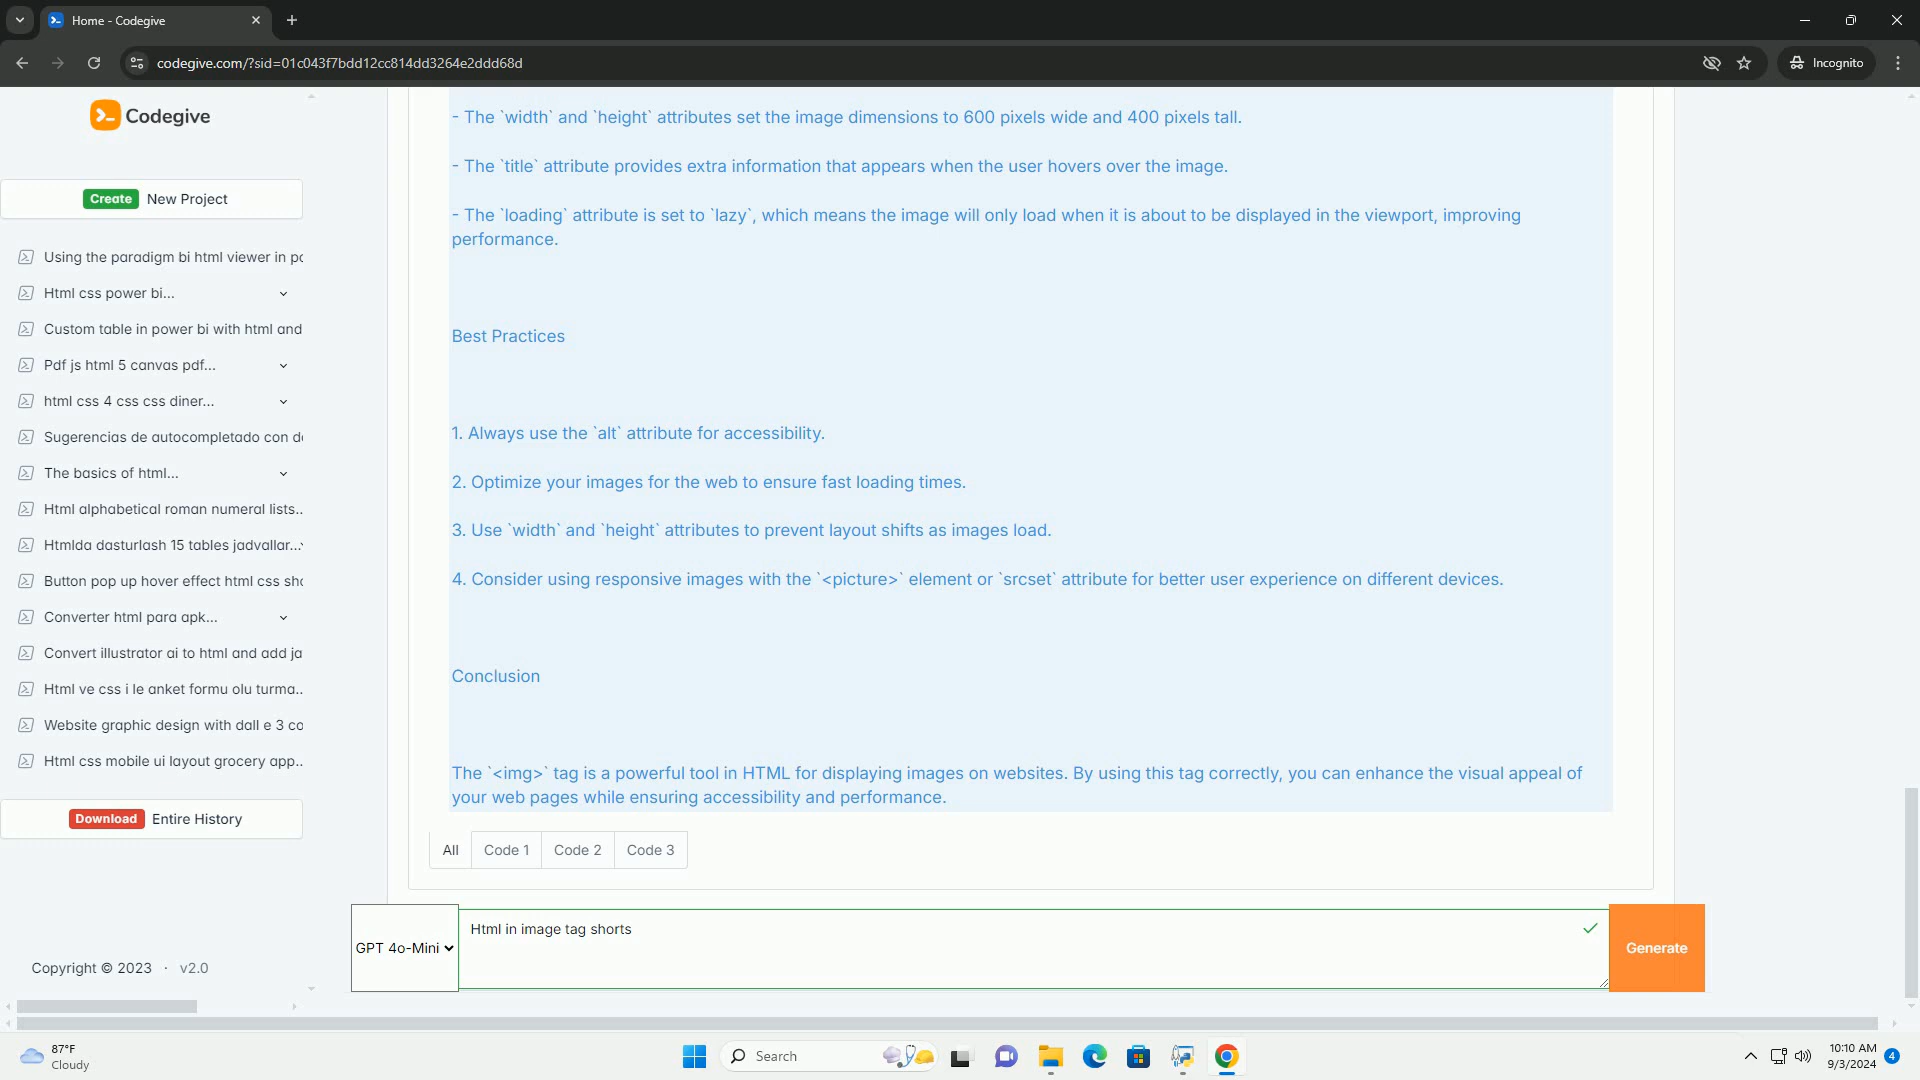 Home - Codegive
codegive.com/?sid=01c043f7bdd12cc814dd3264e2ddd68d
Incognito
Codegive
Create New Project
Using the paradigm bi html viewer in po
Html css power bi...
Custom table in power bi with html and
Pdf js html 5 canvas pdf...
html css 4 css css diner...
Sugerencias de autocompletado con de
The basics of html...
Html alphabetical roman numeral lists...
Htmlda dasturlash 15 tables jadvallar...
Button pop up hover effect html css sho
Converter html para apk...
Convert illustrator ai to html and add ja
Html ve css i le anket formu olu turma...
Website graphic design with dall e 3 co
Html css mobile ui layout grocery app...
Download Entire History
Copyright © 2023 · v2.0
- The `width` and `height` attributes set the image dimensions to 600 pixels wide and 400 pixels tall.
- The `title` attribute provides extra information that appears when the user hovers over the image.
- The `loading` attribute is set to `lazy`, which means the image will only load when it is about to be displayed in the viewport, improving
performance.
Best Practices
1. Always use the `alt` attribute for accessibility.
2. Optimize your images for the web to ensure fast loading times.
3. Use `width` and `height` attributes to prevent layout shifts as images load.
4. Consider using responsive images with the `<picture>` element or `srcset` attribute for better user experience on different devices.
Conclusion
The `<img>` tag is a powerful tool in HTML for displaying images on websites. By using this tag correctly, you can enhance the visual appeal of
your web pages while ensuring accessibility and performance.
All Code 1 Code 2 Code 3
GPT 4o-Mini
Html in image tag shorts
Generate
87°F
Cloudy
Search
10:10 AM
9/3/2024
4